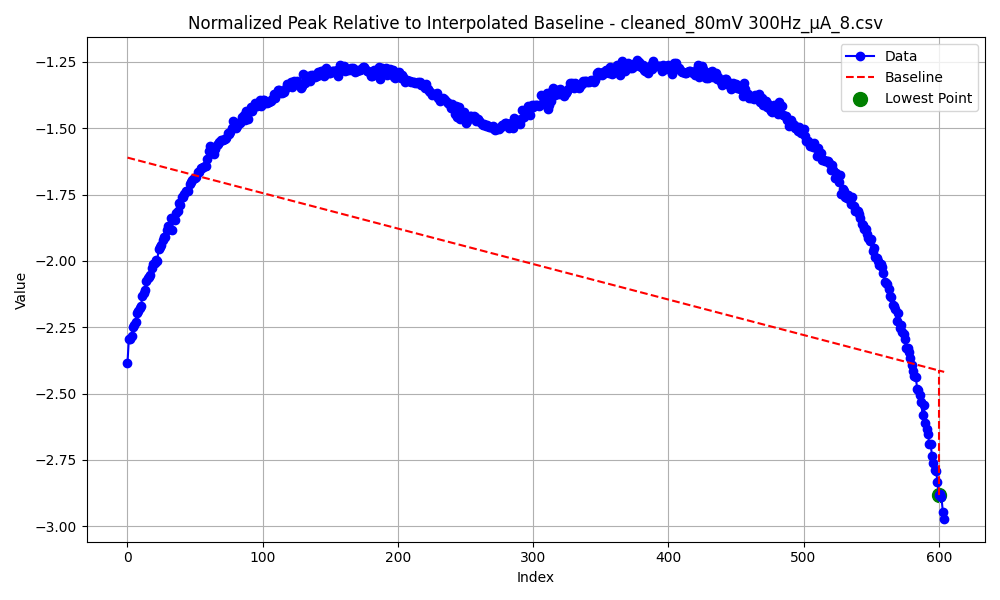 Normalized Peak Relative to Interpolated Baseline - cleaned_80mV 300Hz_μA_8.csv
Data
Baseline
Lowest Point
−1.25
−1.50
−1.75
−2.00
−2.25
−2.50
−2.75
−3.00
Value
0 100 200 300 400 500 600
Index